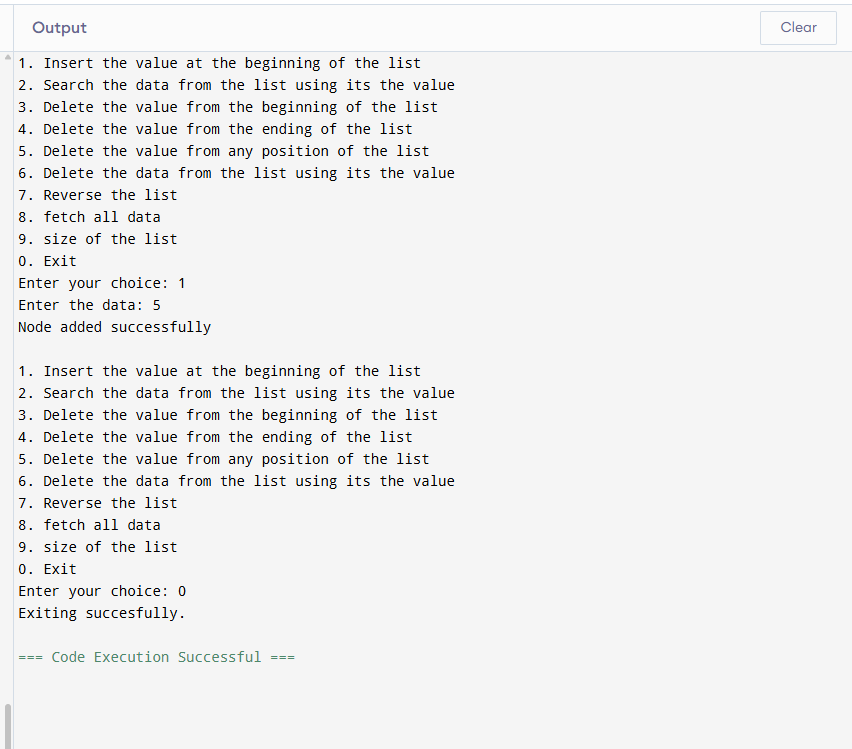 Output
Clear
1. Insert the value at the beginning of the list
2. Search the data from the list using its the value
3. Delete the value from the beginning of the list
4. Delete the value from the ending of the list
5. Delete the value from any position of the list
6. Delete the data from the list using its the value
7. Reverse the list
8. fetch all data
9. size of the list
0. Exit
Enter your choice: 1
Enter the data: 5
Node added successfully
1. Insert the value at the beginning of the list
2. Search the data from the list using its the value
3. Delete the value from the beginning of the list
4. Delete the value from the ending of the list
5. Delete the value from any position of the list
6. Delete the data from the list using its the value
7. Reverse the list
8. fetch all data
9. size of the list
0. Exit
Enter your choice: 0
Exiting succesfully.
=== Code Execution Successful ===